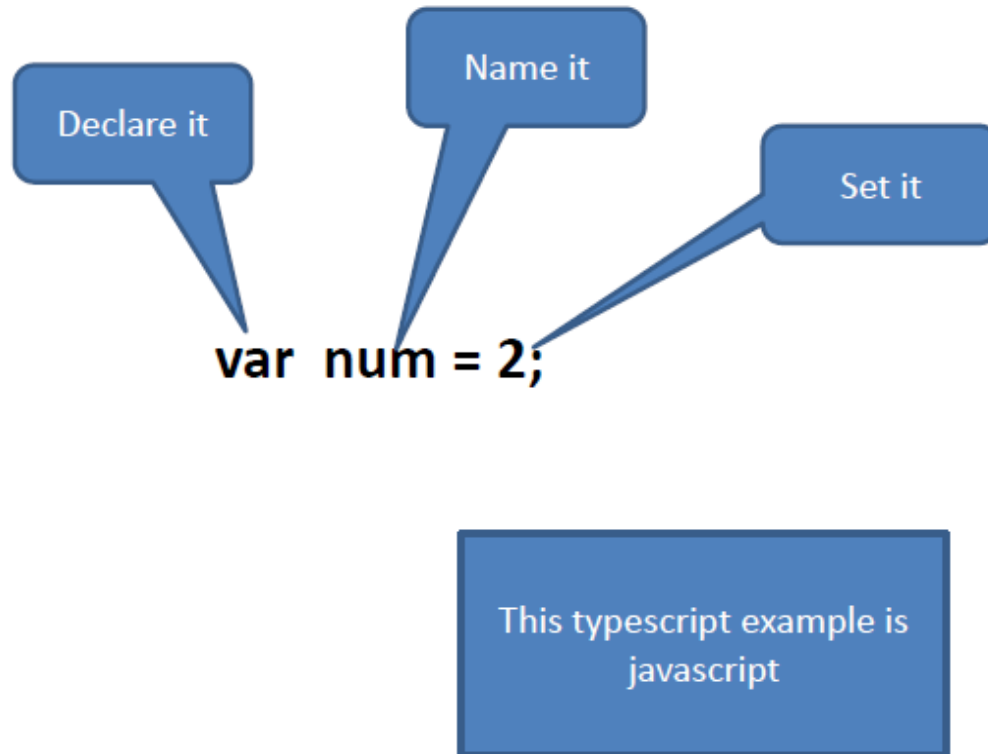 Declare it
Name it
Set it
var num = 2;
This typescript example is
javascript